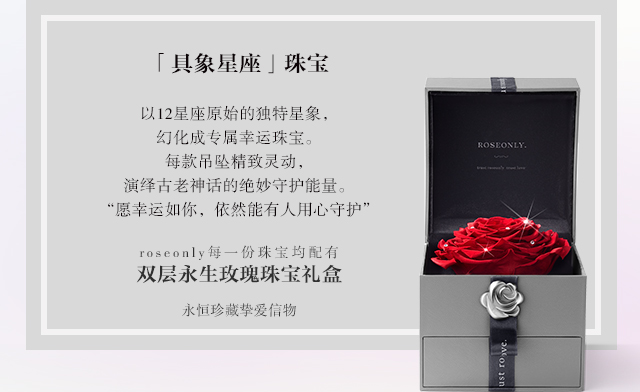 「具象星座」珠宝
以12星座原始的独特星象，
幻化成专属幸运珠宝。
每款吊坠精致灵动，
演绎古老神话的绝妙守护能量。
“愿幸运如你，依然能有人用心守护”
roseonly每一份珠宝均配有
双层永生玫瑰珠宝礼盒
永恒珍藏挚爱信物
ROSEONLY.